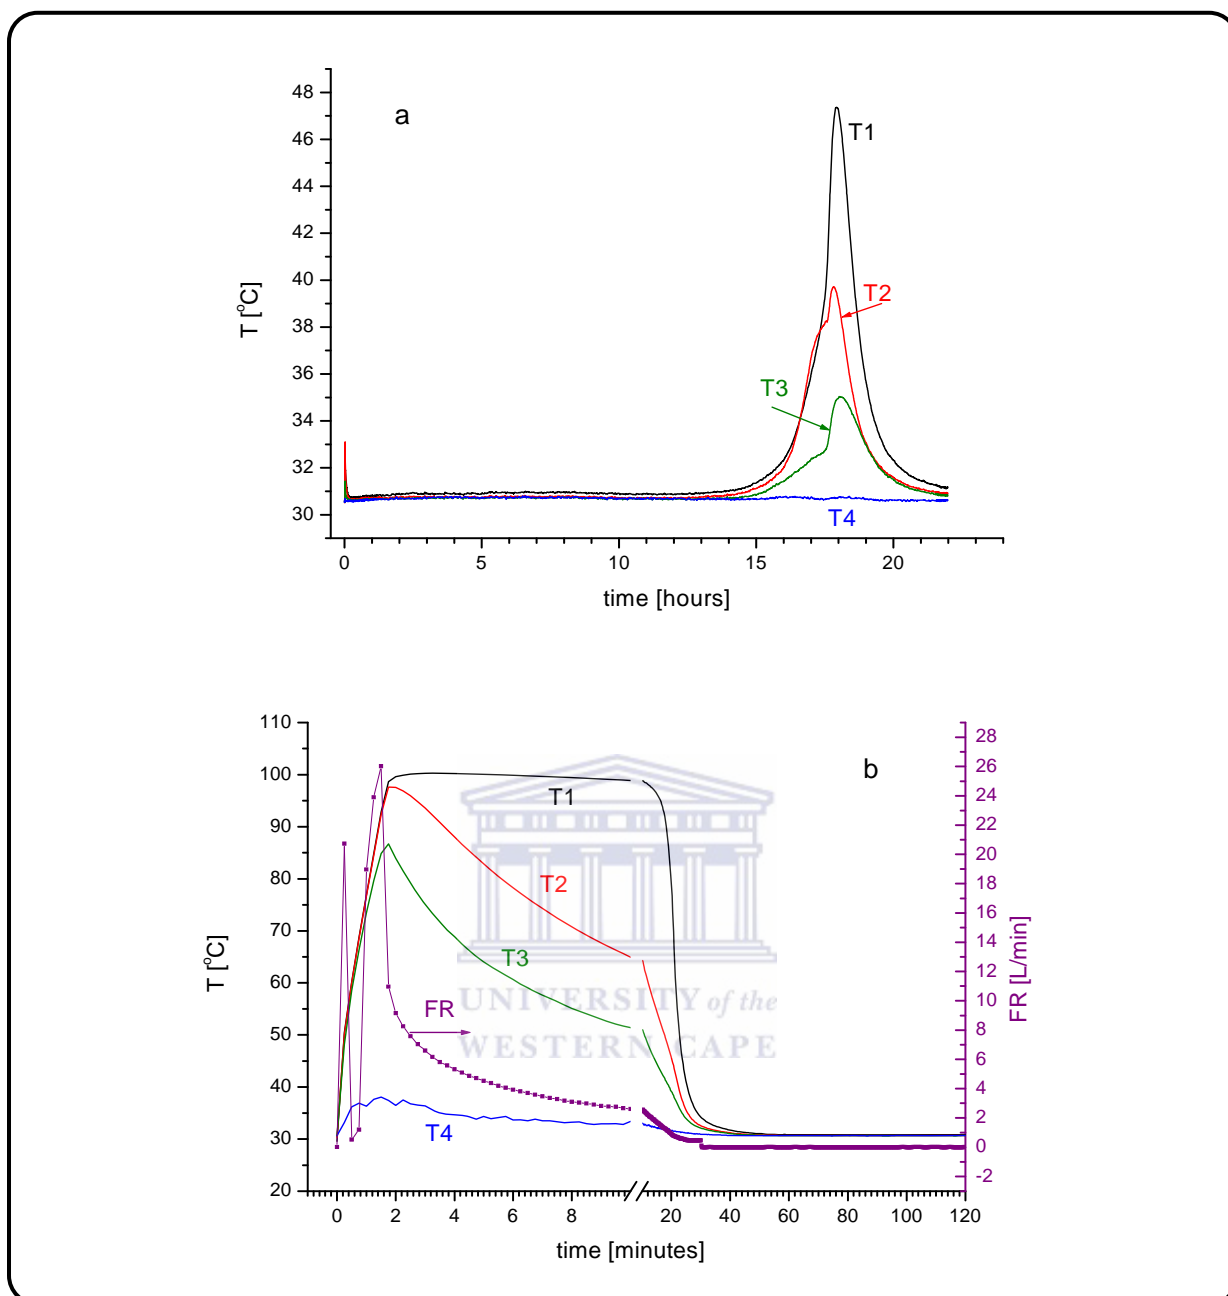 48
46
44
42
40
38
36
34
32
30
T [°C]
a
T1
T2
T3
T4
0 5 10 15 20
time [hours]
110
100
90
80
70
60
50
40
30
20
T [°C]
b
T1
T2
T3
FR
T4
UNIVERSITY of the
WESTERN CAPE
28
26
24
22
20
18
16
14
12
10
8
6
4
2
0
-2
FR [L/min]
0 2 4 6 8 20 40 60 80 100 120
time [minutes]